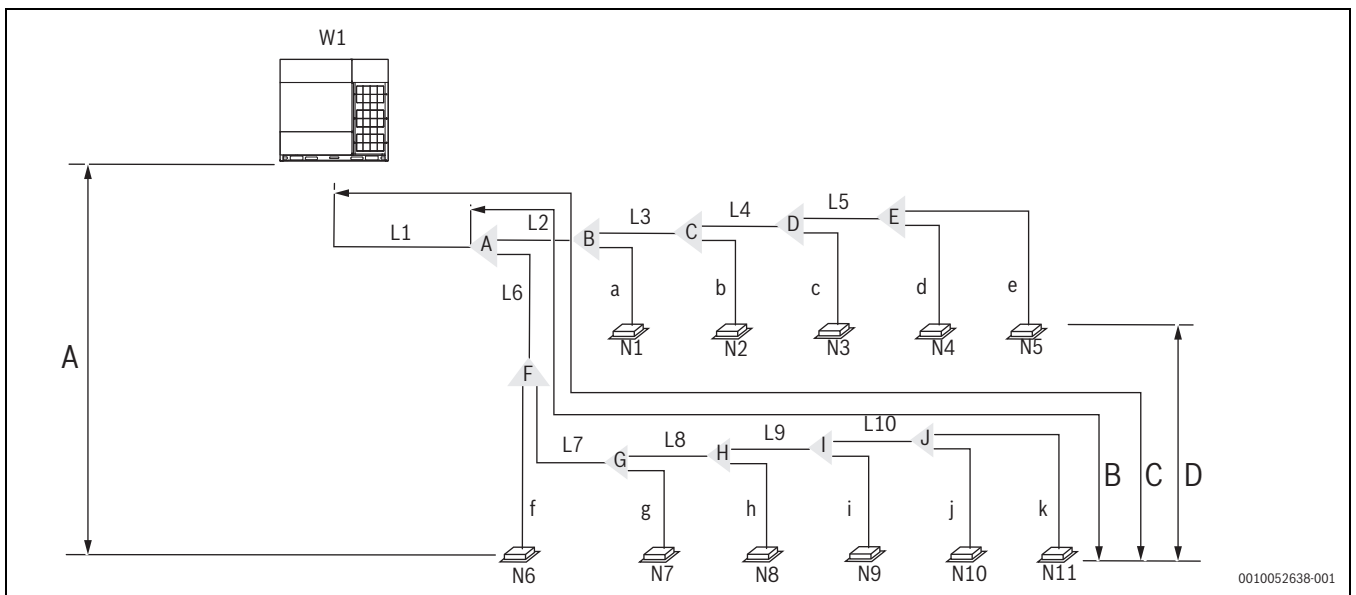 W1
L1
L2
L3
L4
L5
A
B
C
D
E
L6
a
b
c
d
e
N1
N2
N3
N4
N5
A
F
L7
L8
L9
L10
G
H
I
J
B
C
D
f
g
h
i
j
k
N6
N7
N8
N9
N10
N11
0010052638-001